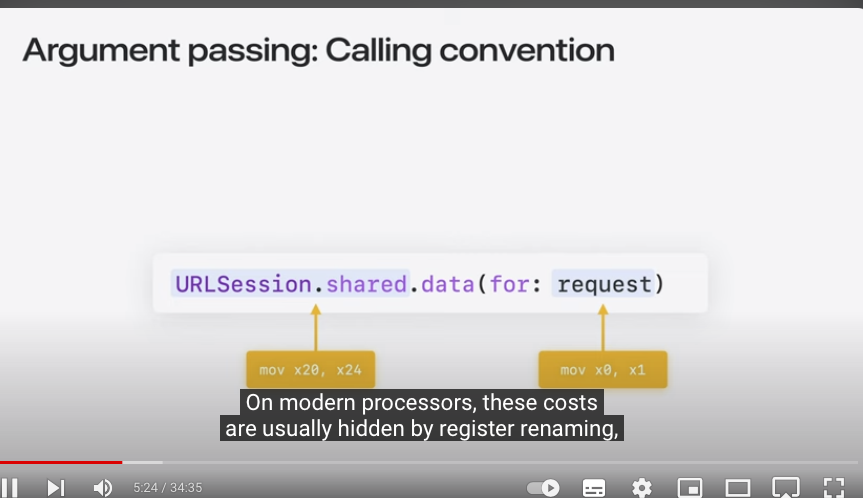 Argument passing: Calling convention
URLSession.shared.data(for: request)
mov x20, x24
mov x0, x1
On modern processors, these costs
are usually hidden by register renaming,
5:24 / 34:35